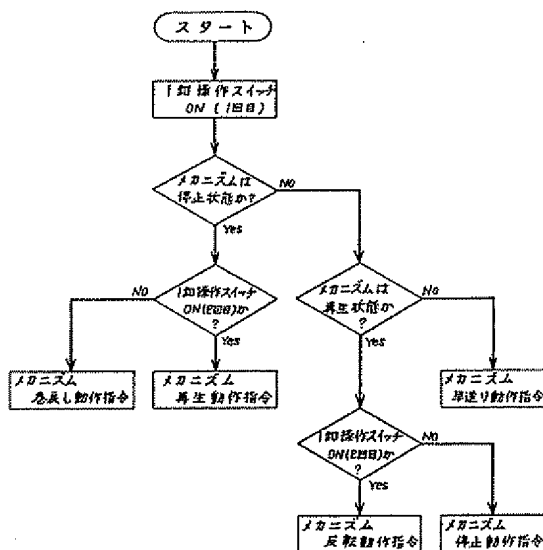 スタート
1釦操作スイッチ
ON (1回目)
メカニズムは
停止状態か?
No
Yes
1釦操作スイッチ
ON(2回目)か
?
No
Yes
メカニズムは
再生状態か
?
No
Yes
メカニズム
巻戻し動作指令
メカニズム
再生動作指令
メカニズム
早送り動作指令
1釦操作スイッチ
ON(2回目)か
?
No
Yes
メカニズム
反転動作指令
メカニズム
停止動作指令